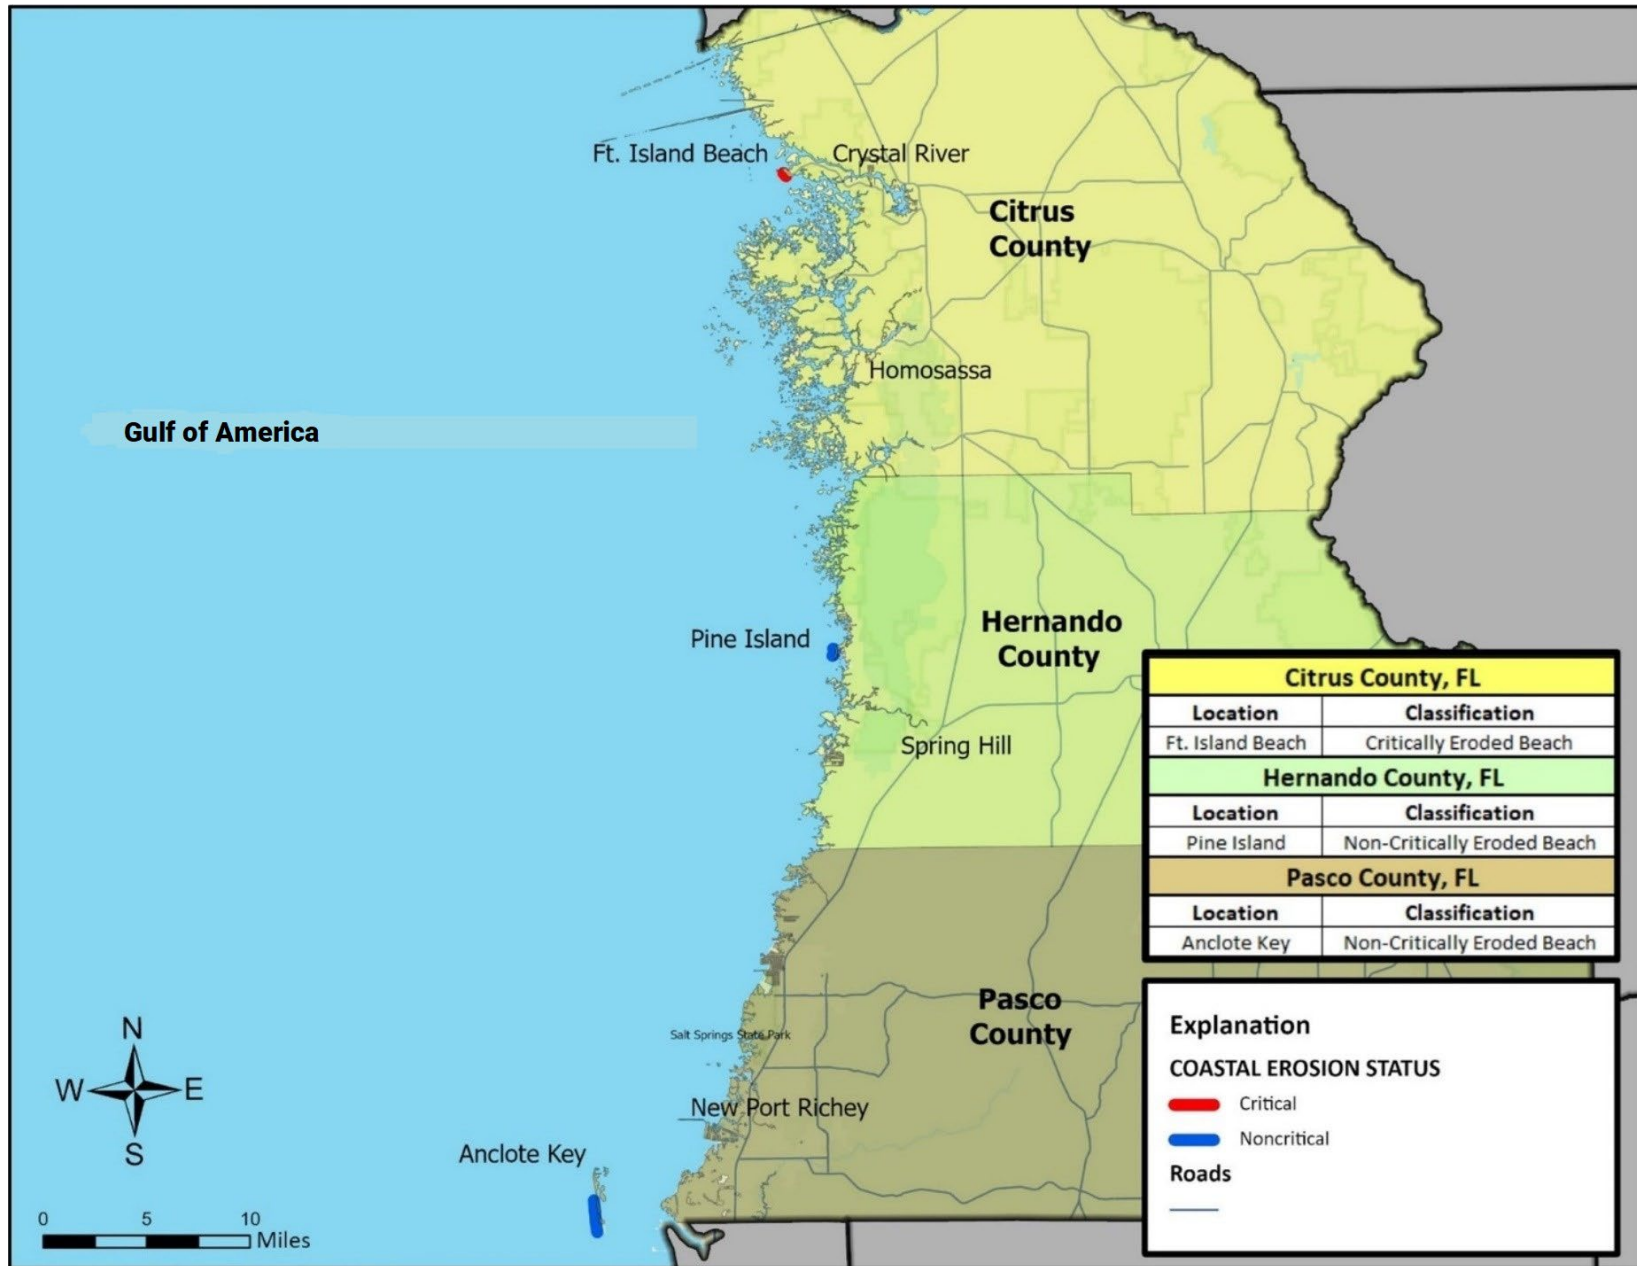 Ft. Island Beach
Crystal River
Citrus
County
Homosassa
Gulf of America
Pine Island
Hernando
County
Spring Hill
Pasco
County
Salt Springs State Park
New Port Richey
Anclote Key
N
W E
S
0 5 10
Miles
Citrus County, FL
Location Classification
Ft. Island Beach Critically Eroded Beach
Hernando County, FL
Location Classification
Pine Island Non-Critically Eroded Beach
Pasco County, FL
Location Classification
Anclote Key Non-Critically Eroded Beach
Explanation
COASTAL EROSION STATUS
Critical
Noncritical
Roads